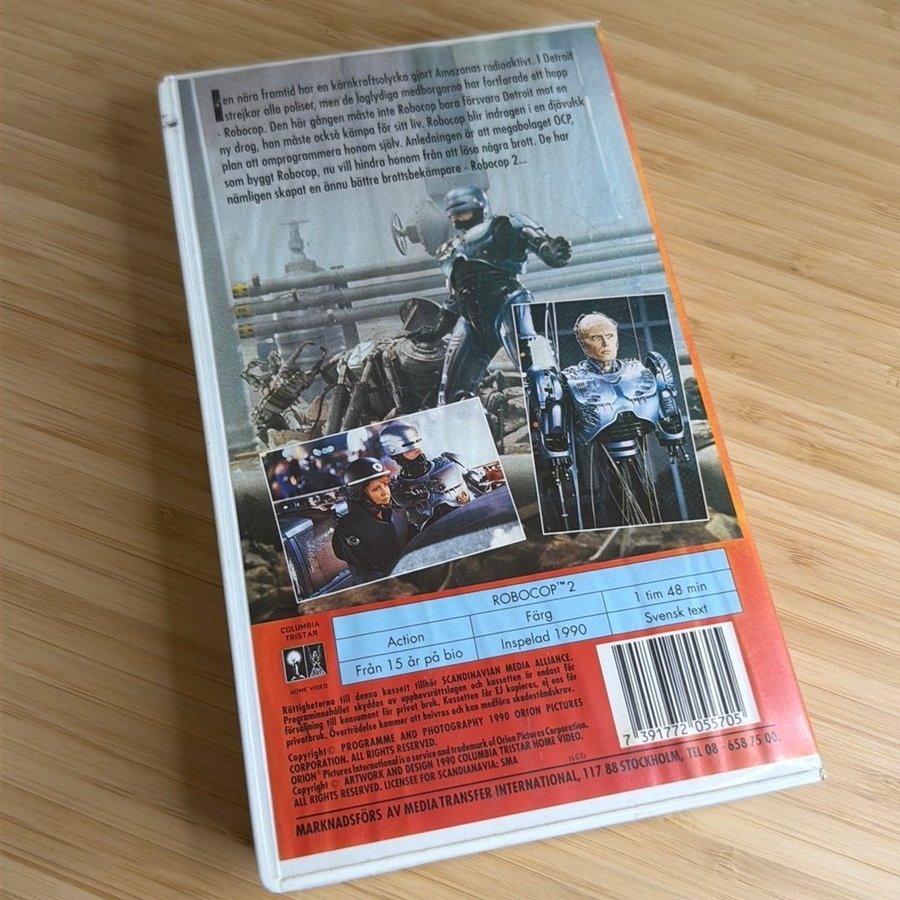 I en nära framtid har en kärnkraftsolycka gjort Amazonas radioaktivt. I Detroit
strejkar alla poliser, men de laglydiga medborgarna har fortfarande ett hopp
- Robocop. Den här gången måste inte Robocop bara försvara Detroit mot en
ny drog, han måste också kämpa för sitt liv. Robocop blir indragen i en djävulsk
plan att omprogrammera honom själv. Anledningen är att megabolaget OCP,
som byggt Robocop, nu vill hindra honom från att lösa några brott. De har
nämligen skapat en ännu bättre brottsbekämpare - Robocop 2...
COLUMBIA
TRISTAR
HOME VIDEO
ROBOCOP™ 2
Action
Färg
1 tim 48 min
Från 15 år på bio
Inspelad 1990
Svensk text
Rättigheterna till denna kassett tillhör SCANDINAVIAN MEDIA ALLIANCE.
Programinnehållet skyddas av upphovsrättslagen och kassetten är endast för
försäljning till konsument för privat bruk. Kassetten får EJ kopieras, ej ens för
privatbruk. Överträdelse kommer att beivras och kan medföra skadeståndskrav.
Copyright © PROGRAMME AND PHOTOGRAPHY 1990 ORION PICTURES
CORPORATION. ALL RIGHTS RESERVED.
ORION® Pictures International is a service and trademark of Orion Pictures Corporation.
Copyright © ARTWORK AND DESIGN 1990 COLUMBIA TRISTAR HOME VIDEO.
ALL RIGHTS RESERVED. LICENSEE FOR SCANDIANAVIA: SMA
n©b
7 391772 055705
MARKNADSFÖRS AV MEDIA TRANSFER INTERNATIONAL, 117 88 STOCKHOLM, TEL 08 - 658 75 00.